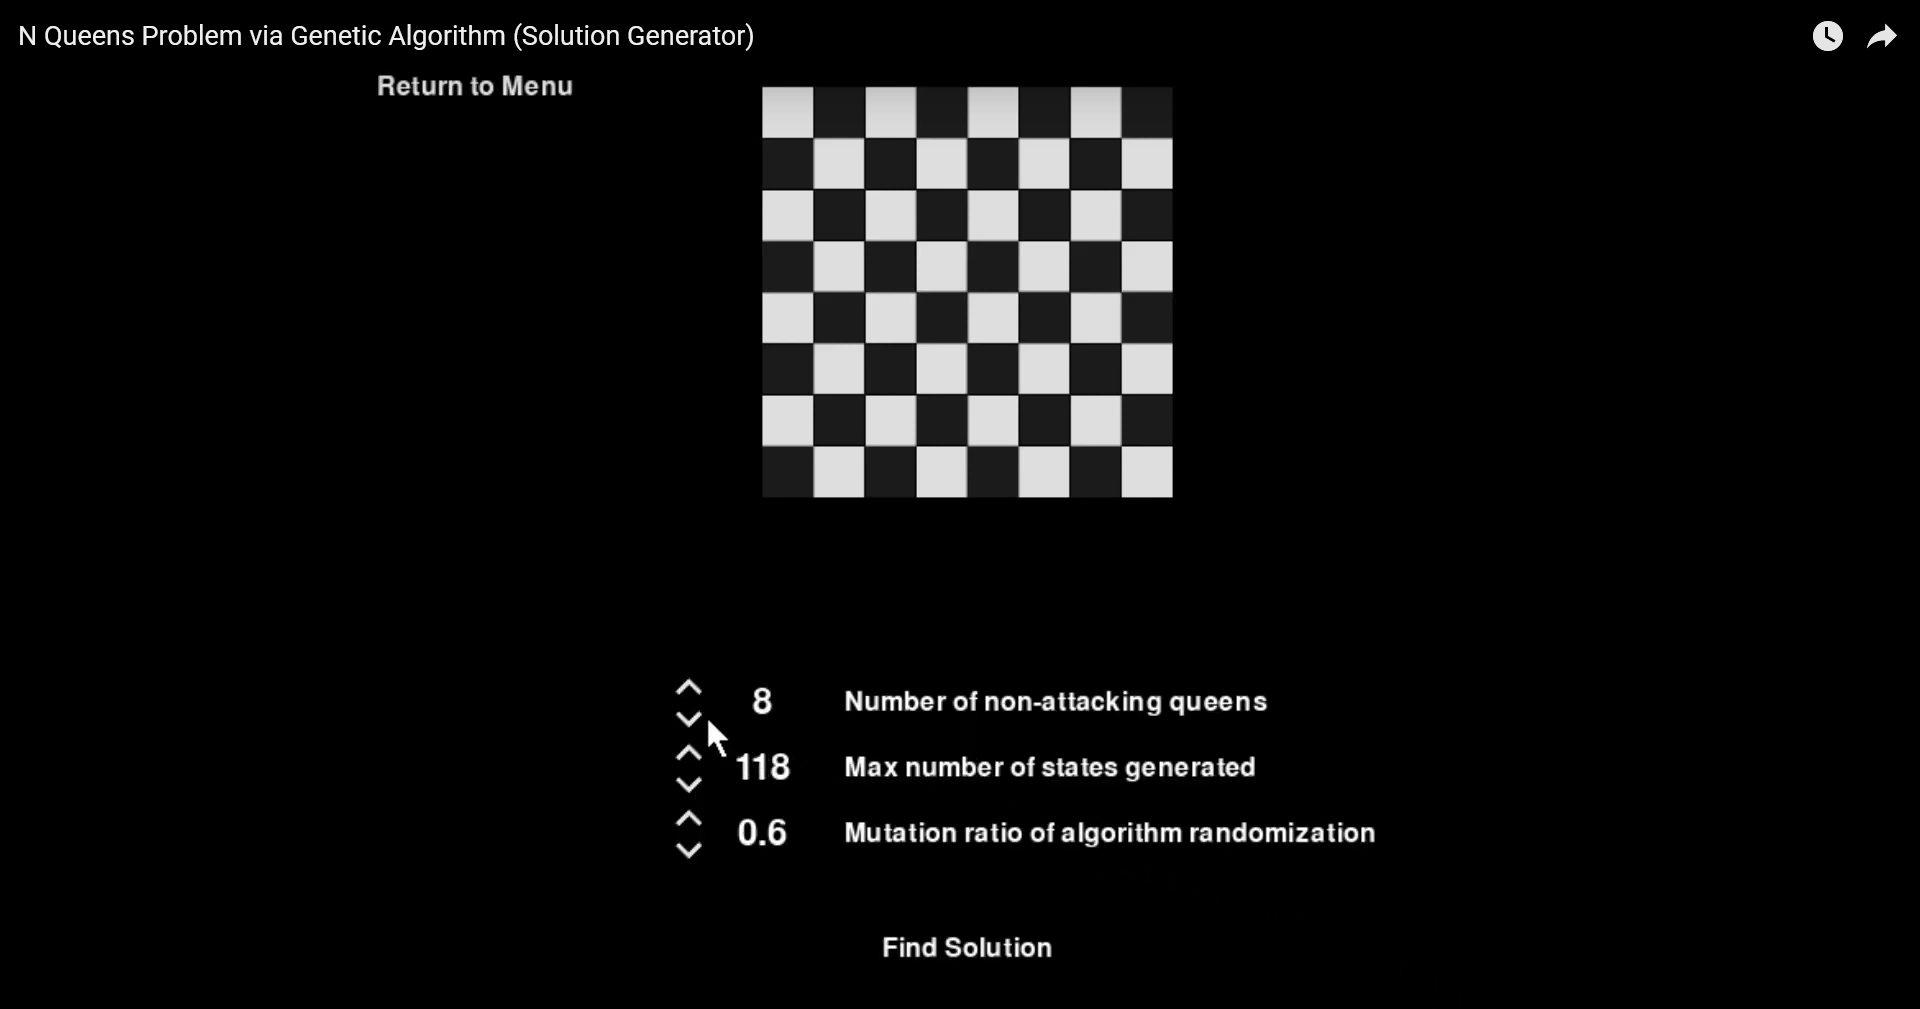 N Queens Problem via Genetic Algorithm (Solution Generator)
Return to Menu
8 Number of non-attacking queens
118 Max number of states generated
0.6 Mutation ratio of algorithm randomization
Find Solution